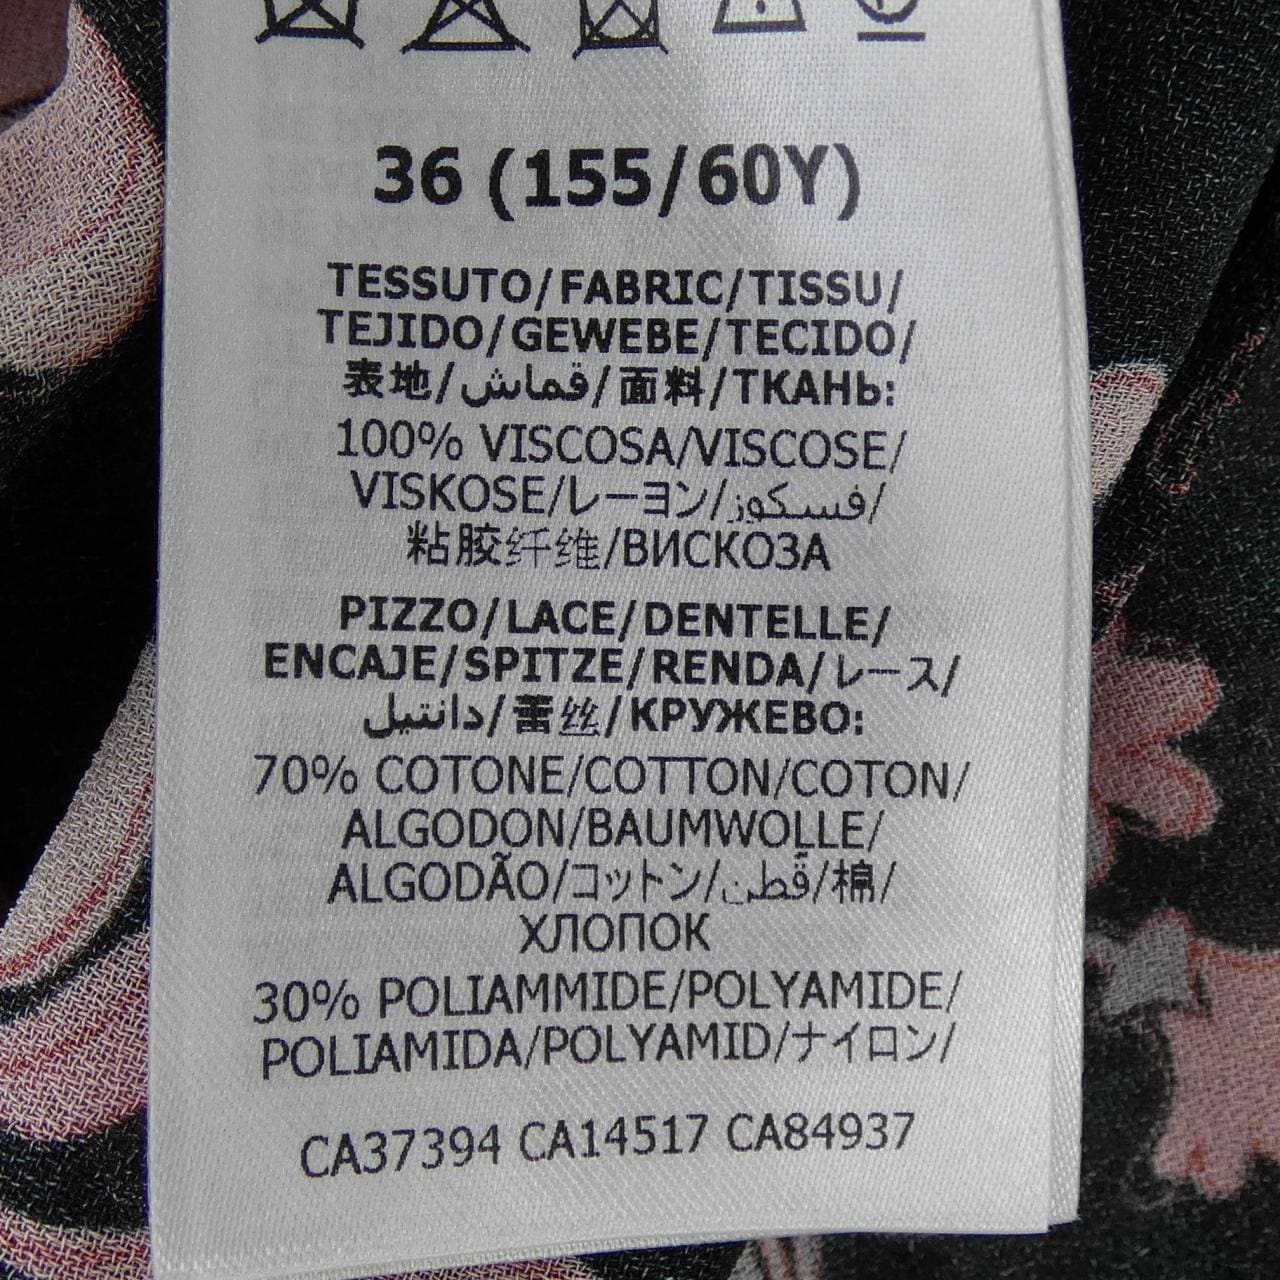 36 (155/60Y)
TESSUTO/FABRIC/TISSU/
TEJIDO/GEWEBE/TECIDO/
表地/قماش/面料/ТКАНЬ:
100% VISCOSA/VISCOSE/
VISKOSE/レーヨン/فسكوز/
粘胶纤维/ВИСКОЗА
PIZZO/LACE/DENTELLE/
ENCAJE/SPITZE/RENDA/レース/
دانتيل/蕾丝/КРУЖЕВО:
70% COTONE/COTTON/COTON/
ALGODON/BAUMWOLLE/
ALGODÃO/コットン/قطن/棉/
ХЛОПОК
30% POLIAMMIDE/POLYAMIDE/
POLIAMIDA/POLYAMID/ナイロン/
CA37394 CA14517 CA84937